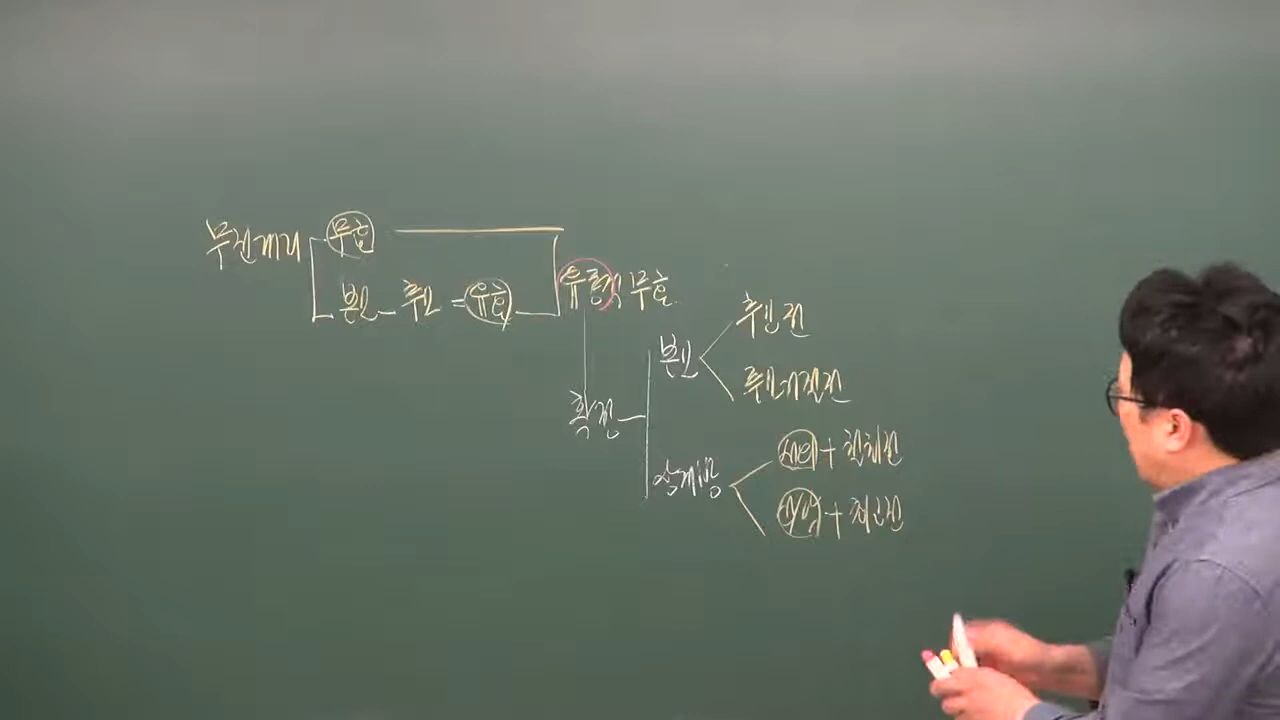 무권대리 무효
본인 - 추인 = 유효
유동적 무효
확정
본인
추인권
추인거절권
상대방
선의 + 철회권
최고권